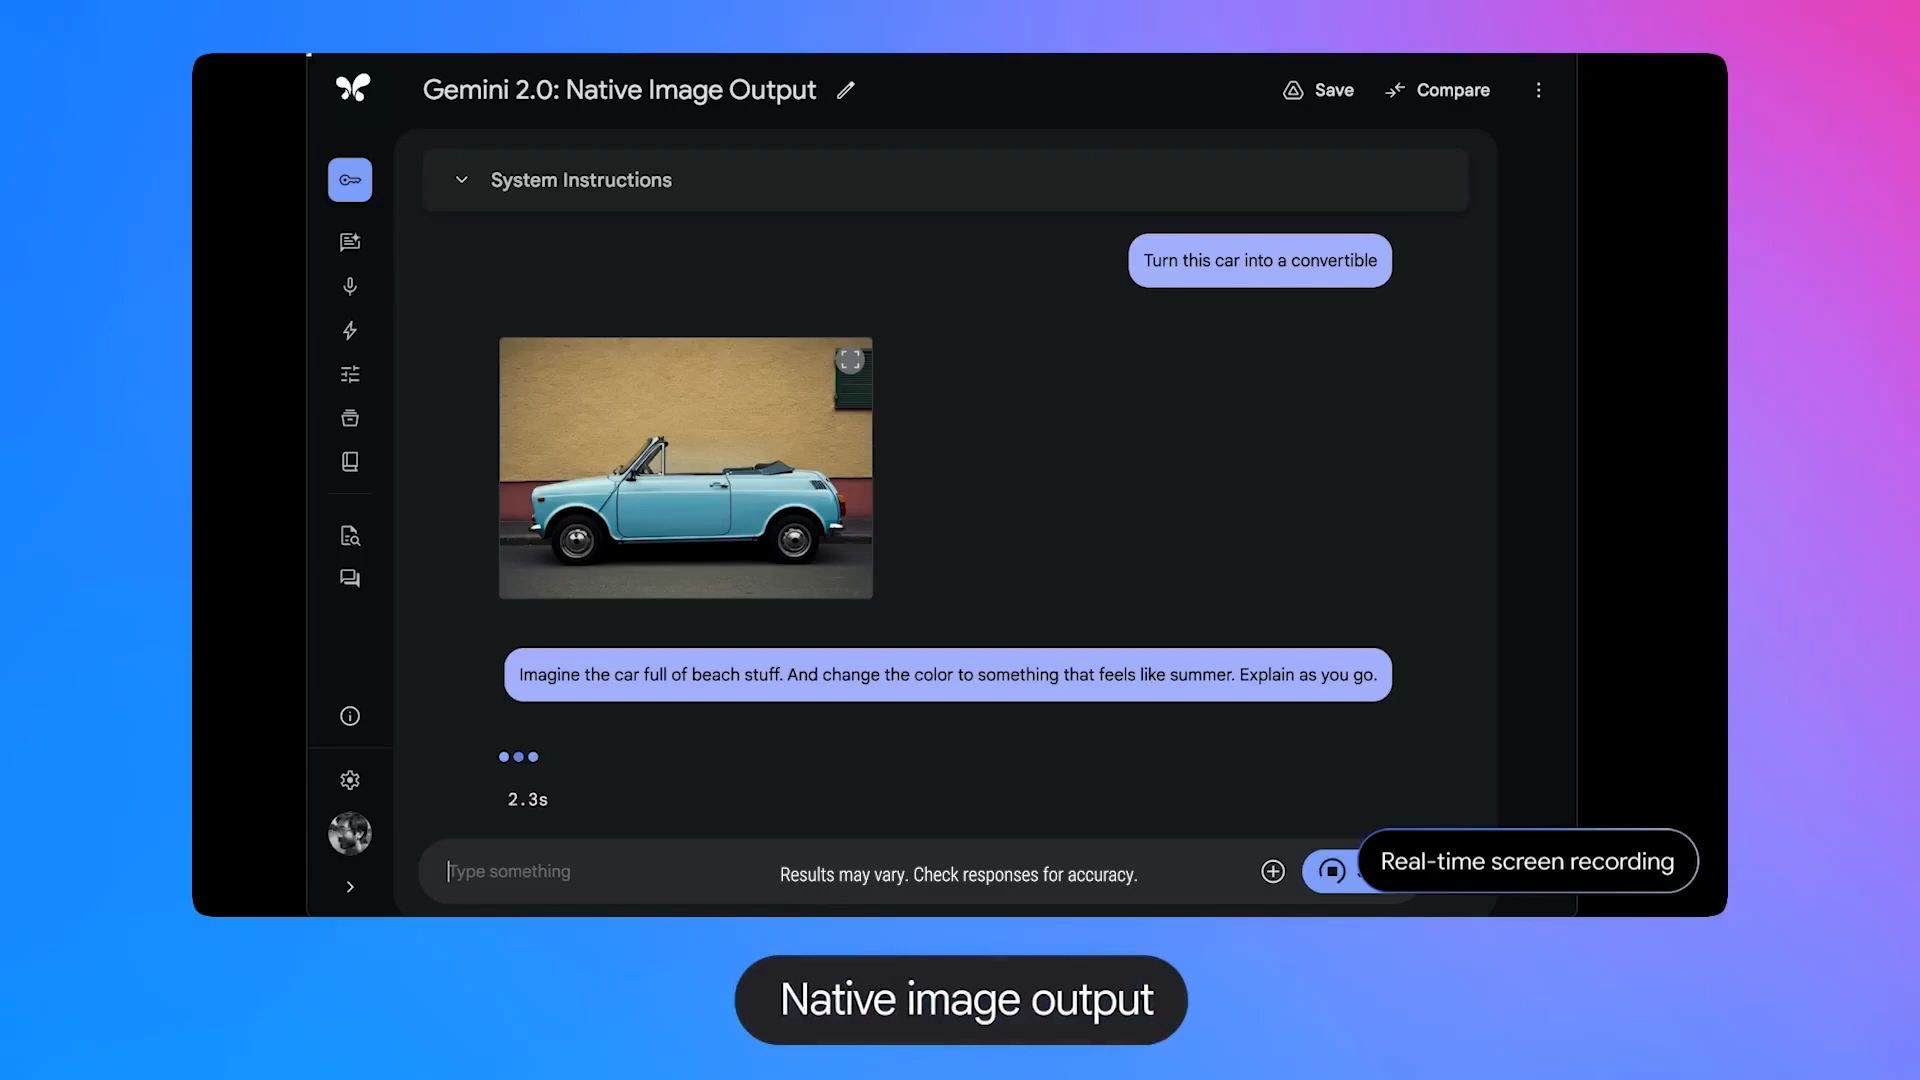 Gemini 2.0: Native Image Output
Save
Compare
System Instructions
Turn this car into a convertible
Imagine the car full of beach stuff. And change the color to something that feels like summer. Explain as you go.
2.3s
Type something
Results may vary. Check responses for accuracy.
Real-time screen recording
Native image output